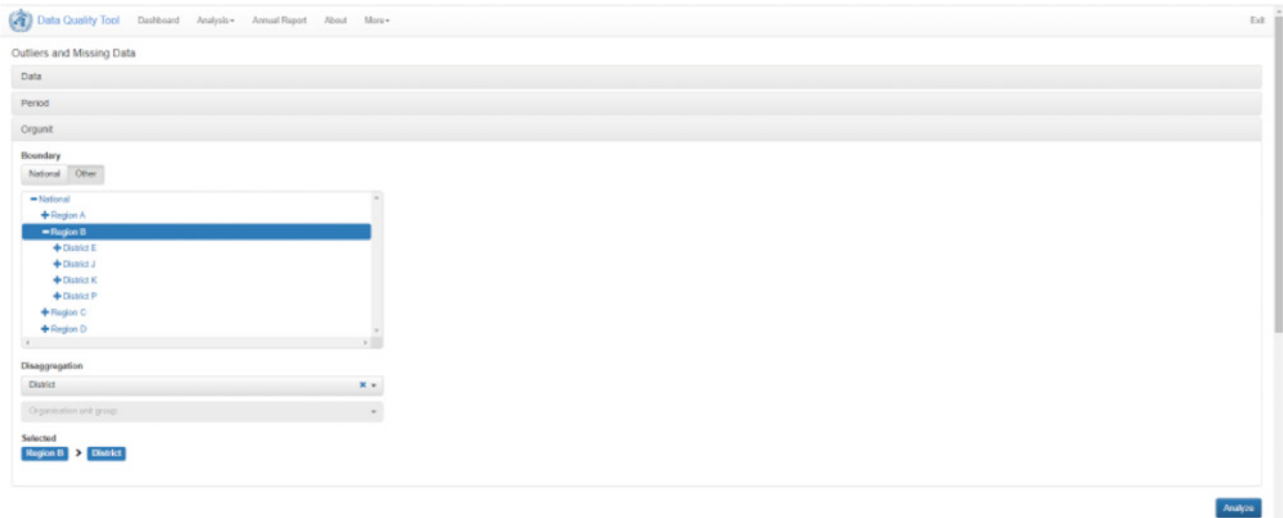 Data Quality Tool Dashboard Analysis Annual Report About More Exit
Outliers and Missing Data
Data
Period
Orgunit
Boundary
National Other
National
Region A
Region B
District E
District J
District K
District P
Region C
Region D
Disaggregation
District
Organisation unit group
Selected
Region B > District
Analyze